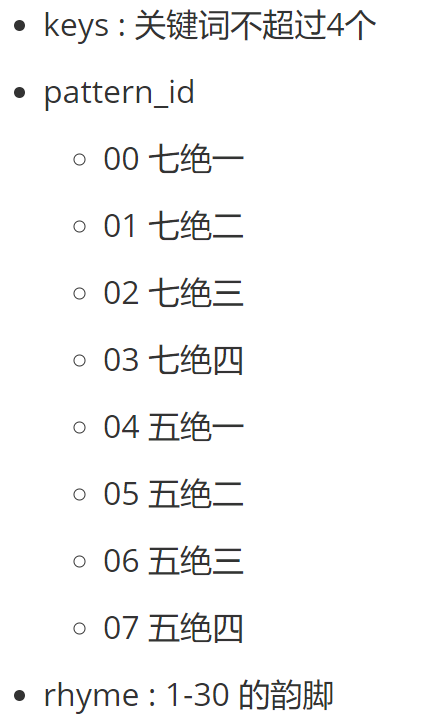 keys : 关键词不超过4个
pattern_id
00 七绝一
01 七绝二
02 七绝三
03 七绝四
04 五绝一
05 五绝二
06 五绝三
07 五绝四
rhyme : 1-30 的韵脚